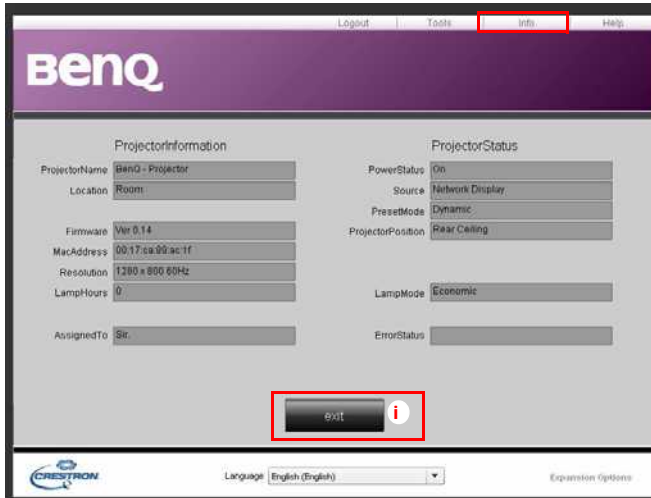 Logout Tools Info Help
BenQ
ProjectorInformation
ProjectorName BenQ - Projector
Location Room
Firmware Ver 0.14
MacAddress 00:17:ca:99:ac:1f
Resolution 1280 x 800 60Hz
LampHours 0
AssignedTo Sir.
ProjectorStatus
PowerStatus On
Source Network Display
PresetMode Dynamic
ProjectorPosition Rear Ceiling
LampMode Economic
ErrorStatus
exit i
CRESTRON Language English (English) Expansion Options